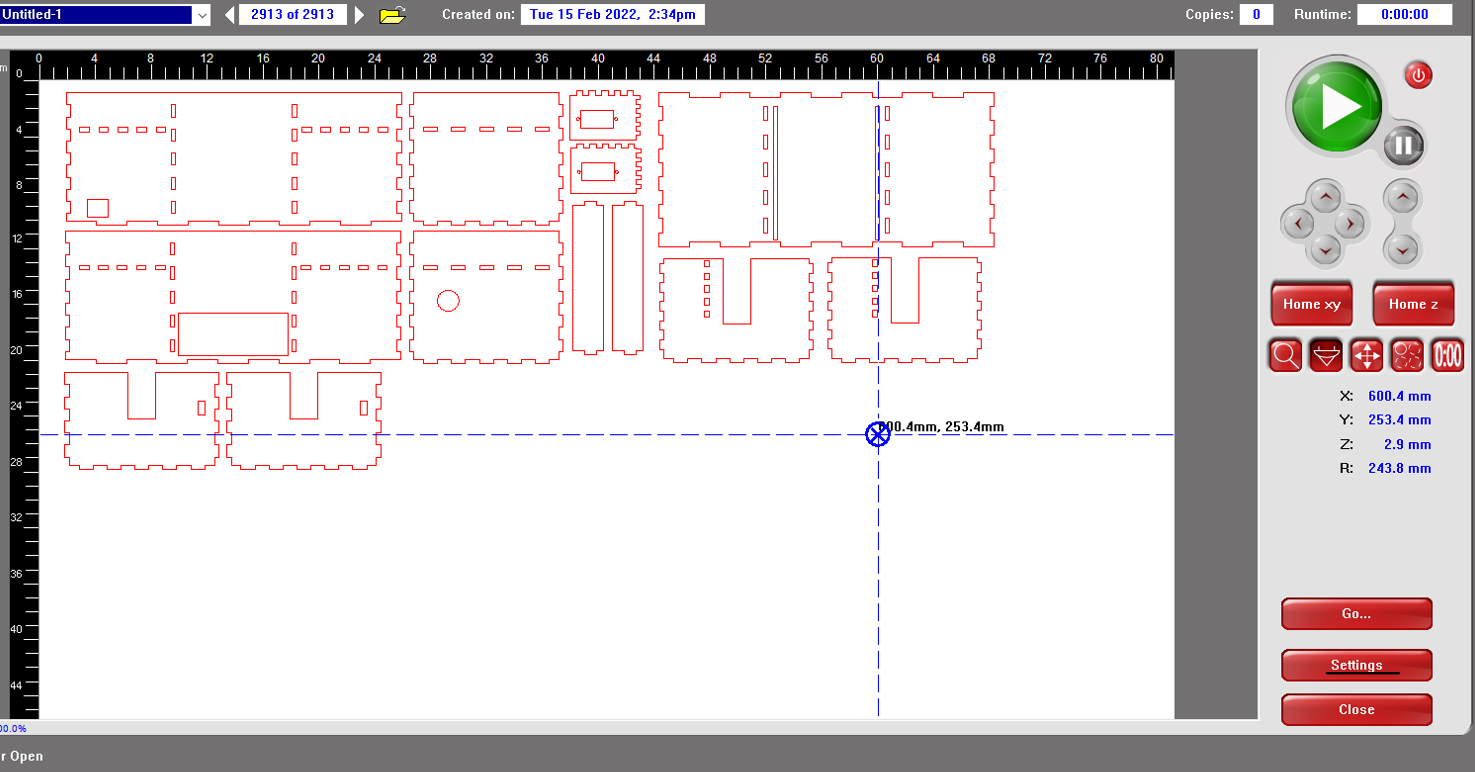 Untitled-1 2913 of 2913 Created on: Tue 15 Feb 2022, 2:34pm Copies: 0 Runtime: 0:00:00
0 4 8 12 16 20 24 28 32 36 40 44 48 52 56 60 64 68 72 76 80
m
0
4
8
12
16
20
24
28
32
36
40
44
Home xy Home z
0:00
X: 600.4 mm
Y: 253.4 mm
Z: 2.9 mm
R: 243.8 mm
600.4mm, 253.4mm
Go...
Settings
Close
00.0%
r Open